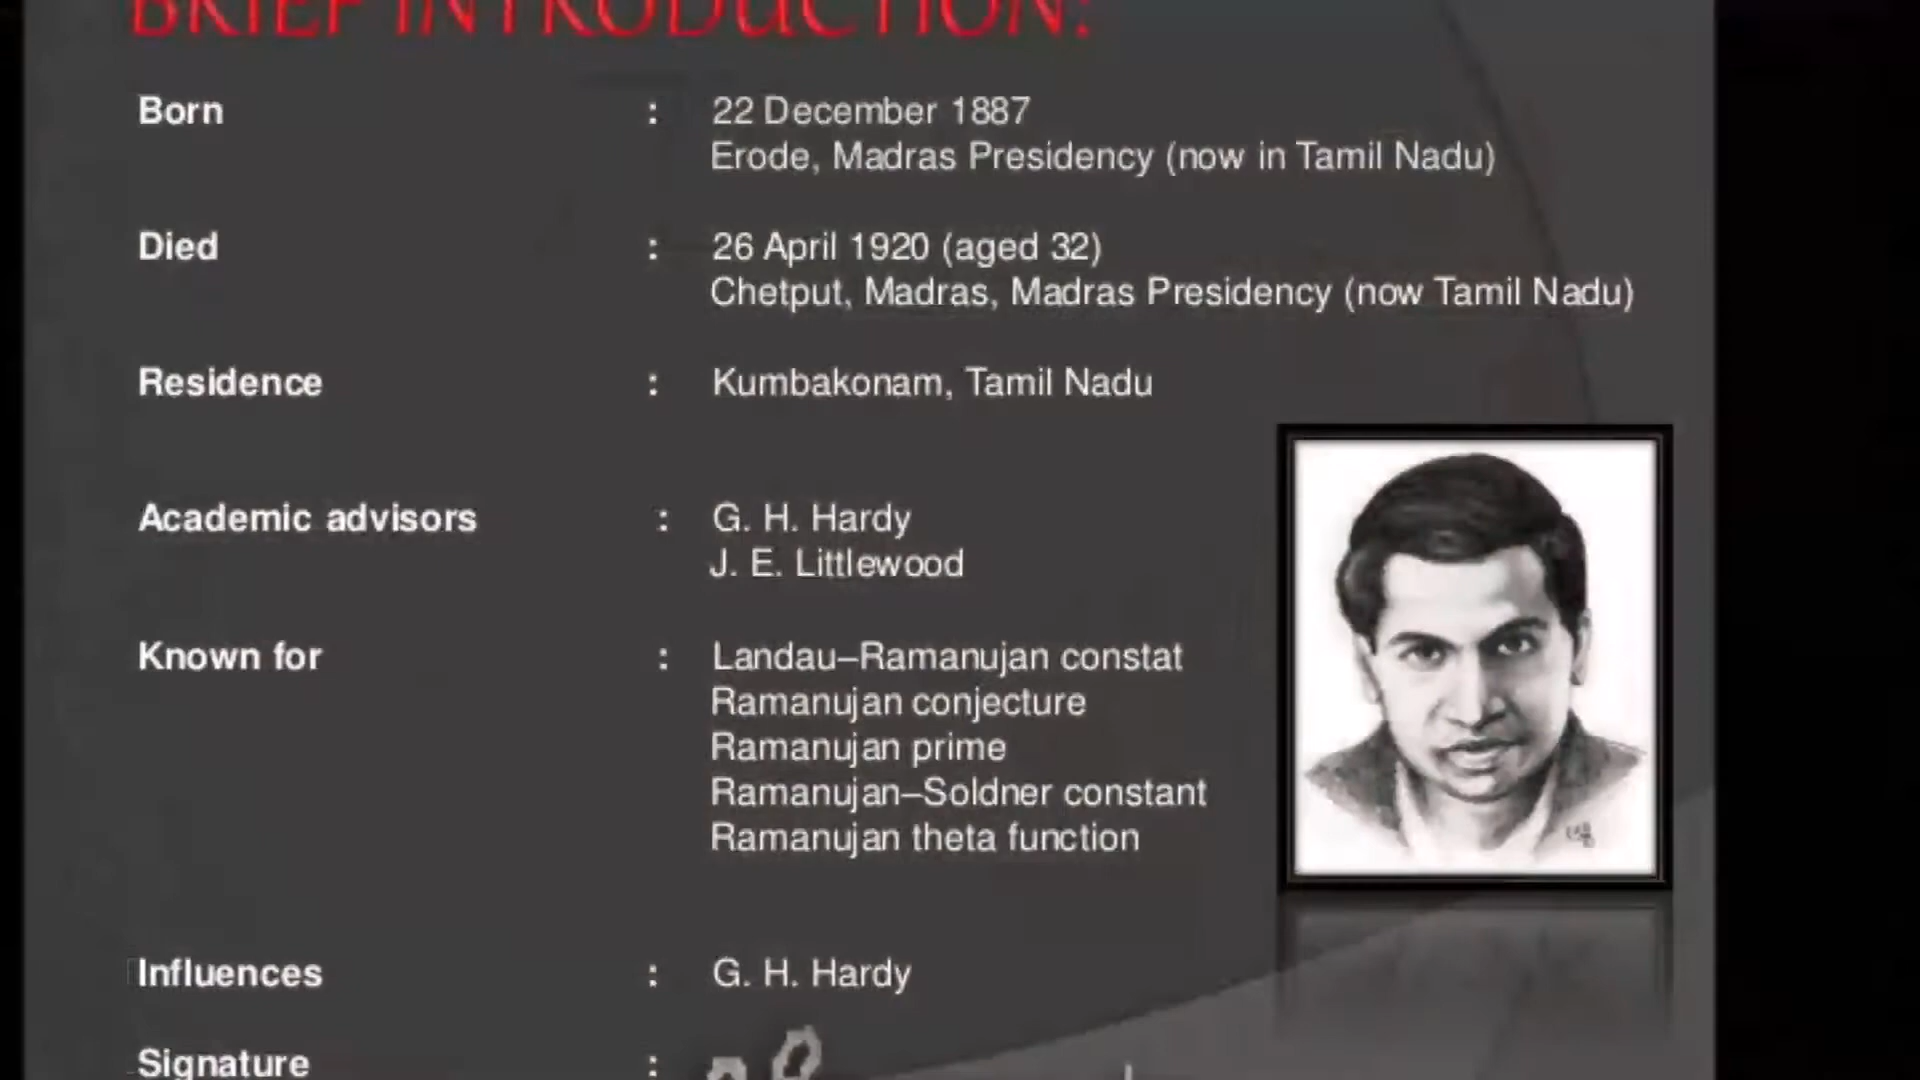 BRIEF INTRODUCTION:
Born : 22 December 1887
Erode, Madras Presidency (now in Tamil Nadu)
Died : 26 April 1920 (aged 32)
Chetput, Madras, Madras Presidency (now Tamil Nadu)
Residence : Kumbakonam, Tamil Nadu
Academic advisors : G. H. Hardy
J. E. Littlewood
Known for : Landau–Ramanujan constat
Ramanujan conjecture
Ramanujan prime
Ramanujan–Soldner constant
Ramanujan theta function
Influences : G. H. Hardy
Signature :